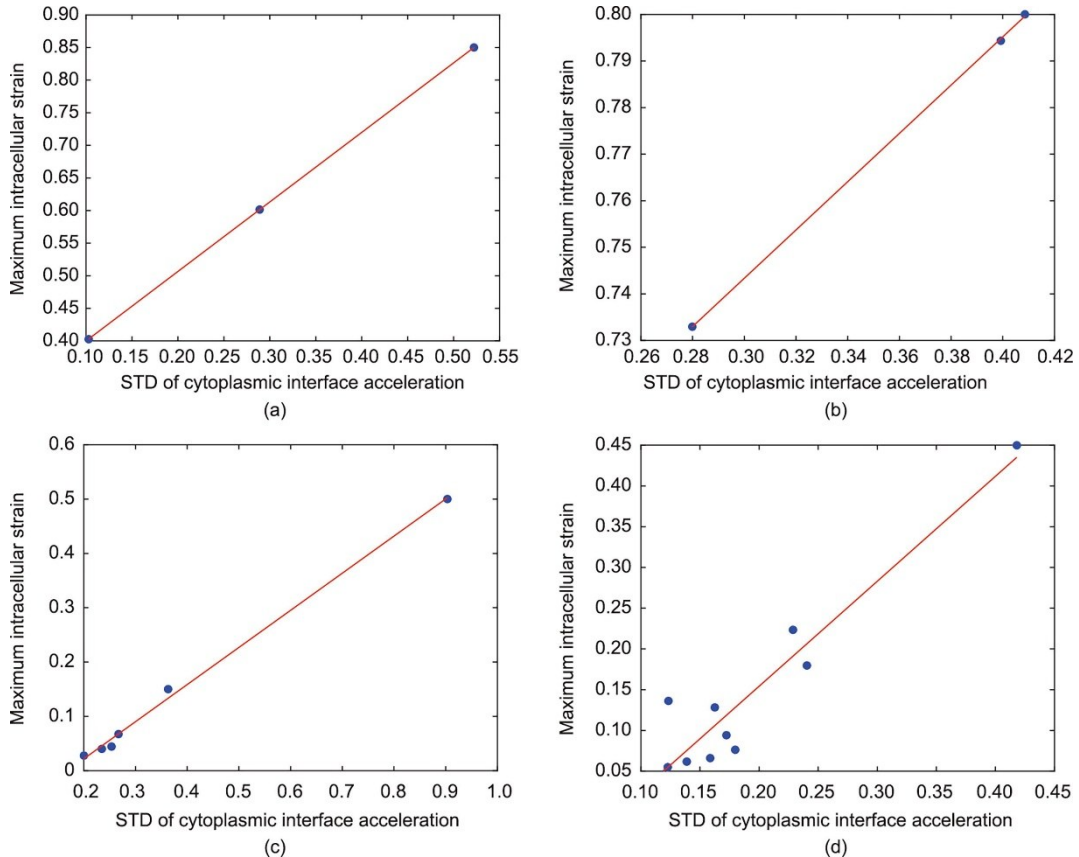 0.90
0.85
0.80
0.75
0.70
0.65
0.60
0.55
0.50
0.45
0.40
Maximum intracellular strain
0.10 0.15 0.20 0.25 0.30 0.35 0.40 0.45 0.50 0.55
STD of cytoplasmic interface acceleration
(a)
0.80
0.79
0.78
0.77
0.76
0.75
0.74
0.73
Maximum intracellular strain
0.26 0.28 0.30 0.32 0.34 0.36 0.38 0.40 0.42
STD of cytoplasmic interface acceleration
(b)
0.6
0.5
0.4
0.3
0.2
0.1
0
Maximum intracellular strain
0.2 0.3 0.4 0.5 0.6 0.7 0.8 0.9 1.0
STD of cytoplasmic interface acceleration
(c)
0.45
0.40
0.35
0.30
0.25
0.20
0.15
0.10
0.05
Maximum intracellular strain
0.10 0.15 0.20 0.25 0.30 0.35 0.40 0.45
STD of cytoplasmic interface acceleration
(d)